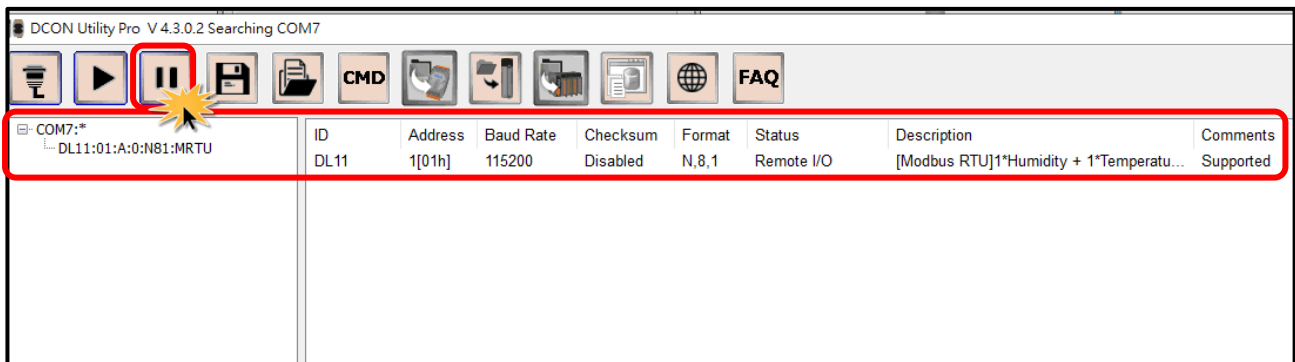 DCON Utility Pro V 4.3.0.2 Searching COM7
CMD FAQ
COM7:*
DL11:01:A:0:N81:MRTU
ID Address Baud Rate Checksum Format Status Description Comments
DL11 1[01h] 115200 Disabled N,8,1 Remote I/O [Modbus RTU]1*Humidity + 1*Temperatu... Supported